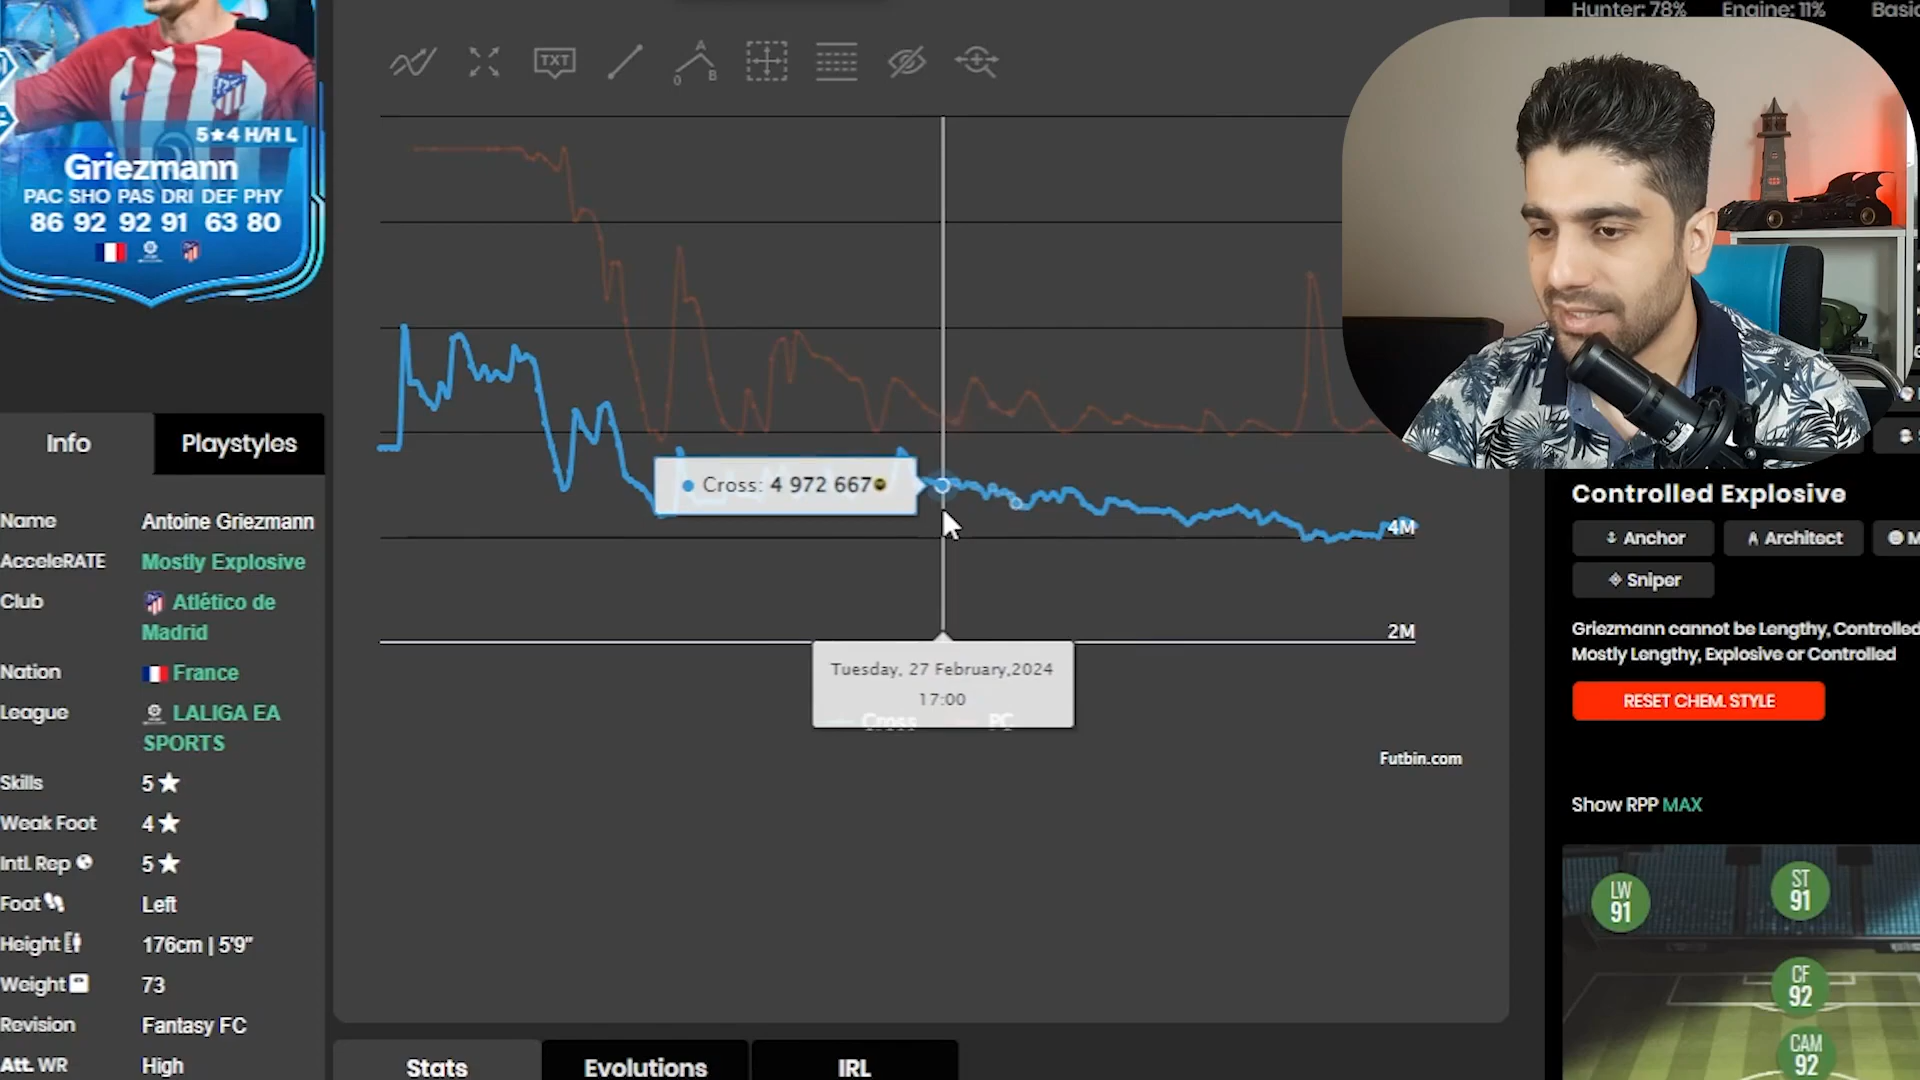 Hunter: 78% Engine: 11%
TXT
A
0 B
5★4 H/H L
Griezmann
PAC SHO PAS DRI DEF PHY
86 92 92 91 63 80
Info
Playstyles
Name Antoine Griezmann
AcceleRATE Mostly Explosive
Club Atlético de
Madrid
Nation France
League LALIGA EA
SPORTS
Skills 5★
Weak Foot 4★
Intl. Rep 5★
Foot Left
Height 176cm | 5'9"
Weight 73
Revision Fantasy FC
Att. WR High
Cross: 4 972 667
4M
2M
Tuesday, 27 February,2024
17:00
Cross PC
Futbin.com
Stats
Evolutions
IRL
Controlled Explosive
Anchor
Architect
Sniper
Griezmann cannot be Lengthy, Controlled
Mostly Lengthy, Explosive or Controlled
RESET CHEM. STYLE
Show RPP MAX
LW
91
ST
91
CF
92
CAM
92